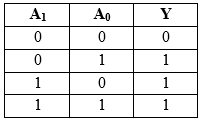 A₁ A₀ Y
0 0 0
0 1 1
1 0 1
1 1 1